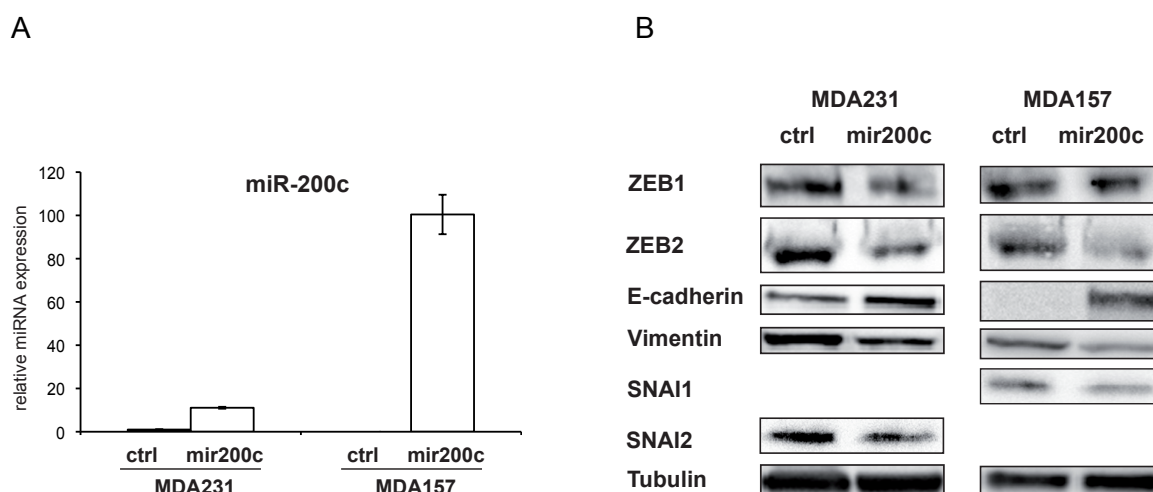 A
B
miR-200c
relative miRNA expression
120
100
80
60
40
20
0
ctrl mir200c ctrl mir200c
MDA231 MDA157
MDA231 MDA157
ctrl mir200c ctrl mir200c
ZEB1
ZEB2
E-cadherin
Vimentin
SNAI1
SNAI2
Tubulin